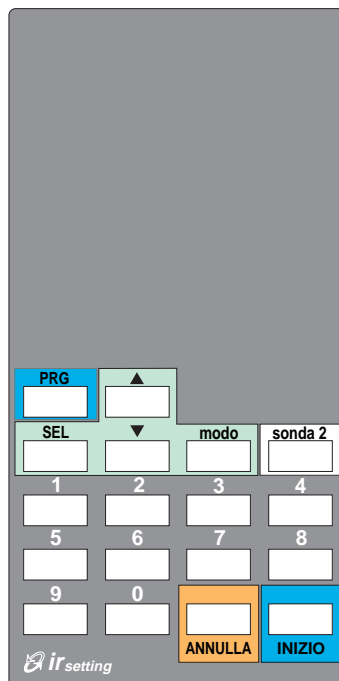 PRG ▲
SEL ▼ modo sonda 2
1 2 3 4
5 6 7 8
9 0
ANNULLA INIZIO
ir setting